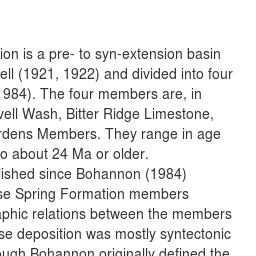 ion is a pre- to syn-extension basin
ell (1921, 1922) and divided into four
984). The four members are, in
vell Wash, Bitter Ridge Limestone,
rdens Members. They range in age
o about 24 Ma or older.
lished since Bohannon (1984)
se Spring Formation members
aphic relations between the members
se deposition was mostly syntectonic
ough Bohannon originally defined the